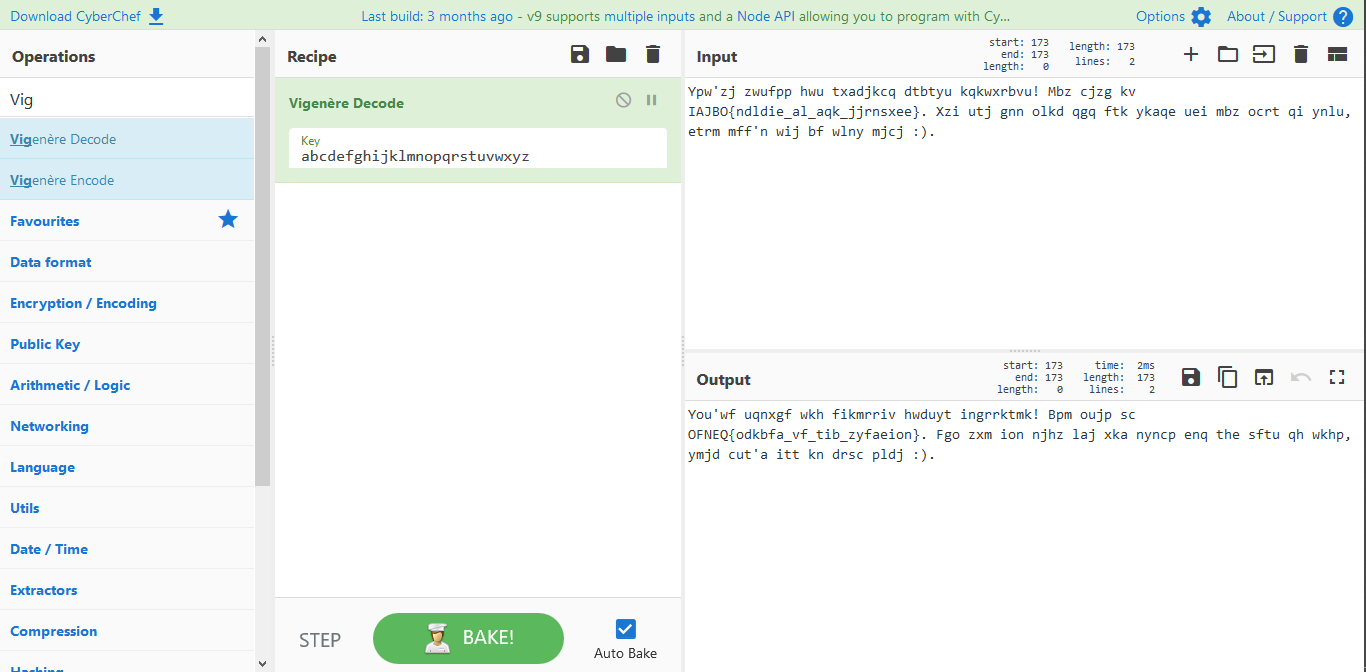 Download CyberChef
Last build: 3 months ago - v9 supports multiple inputs and a Node API allowing you to program with Cy...
Options
About / Support
Operations
Vig
Vigenère Decode
Vigenère Encode
Favourites
Data format
Encryption / Encoding
Public Key
Arithmetic / Logic
Networking
Language
Utils
Date / Time
Extractors
Compression
Hashing
Recipe
Vigenère Decode
Key
abcdefghijklmnopqrstuvwxyz
STEP
BAKE!
Auto Bake
Input
start: 173
end: 173
length: 0
length: 173
lines: 2
Ypw'zj zwufpp hwu txadjkcq dtbtyu kqkwxrbvu! Mbz cjzg kv
IAJBO{ndldie_al_aqk_jjrnsxee}. Xzi utj gnn olkd qgq ftk ykaqe uei mbz ocrt qi ynlu,
etrm mff'n wij bf wlny mjcj :).
Output
start: 173
end: 173
length: 0
time: 2ms
length: 173
lines: 2
You'wf uqnxgf wkh fikmrriv hwduyt ingrrktmk! Bpm oujp sc
OFNEQ{odkbfa_vf_tib_zyfaeion}. Fgo zxm ion njhz laj xka nyncp enq the sftu qh wkhp,
ymjd cut'a itt kn drsc pldj :).